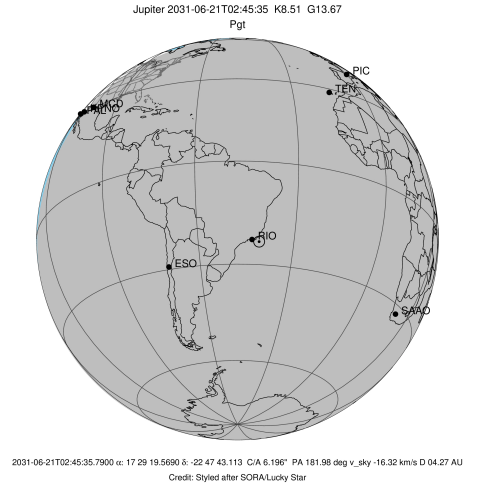 Jupiter 2031-06-21T02:45:35 K8.51 G13.67
Pgt
PIC
TEN
MCD
RIO
ESO
SAAO
2031-06-21T02:45:35.7900 α: 17 29 19.5690 δ: -22 47 43.113 C/A 6.196" PA 181.98 deg v_sky -16.32 km/s D 04.27 AU
Credit: Styled after SORA/Lucky Star